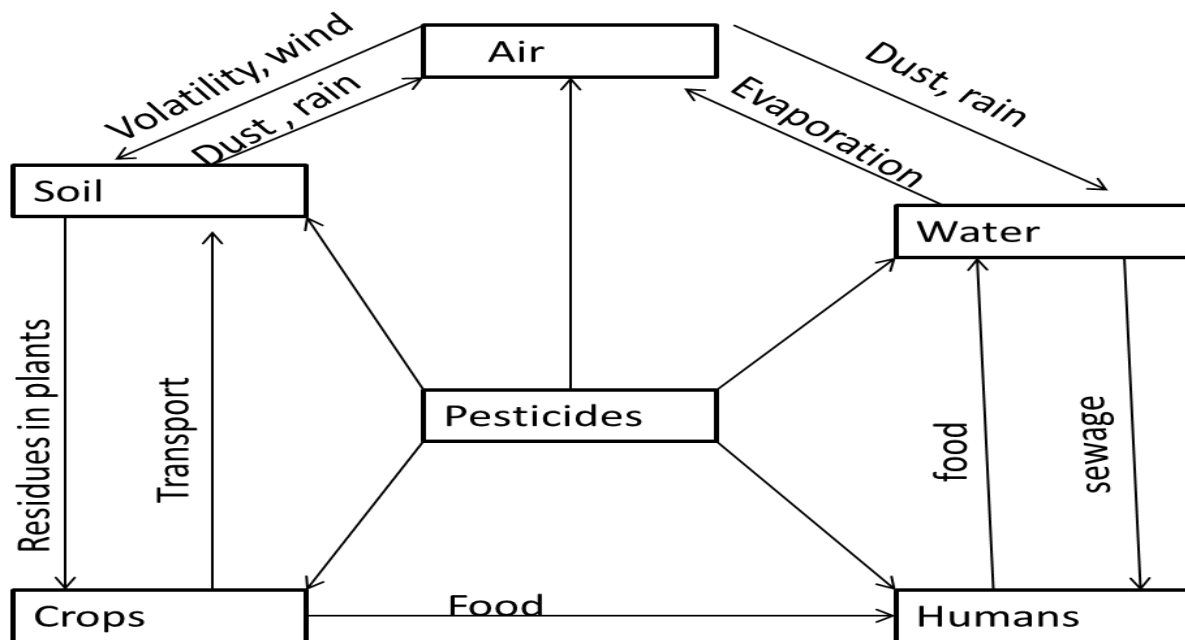 Air
Volatility, wind
Dust , rain
Dust, rain
Evaporation
Soil
Water
Residues in plants
Transport
Pesticides
food
sewage
Crops
Food
Humans